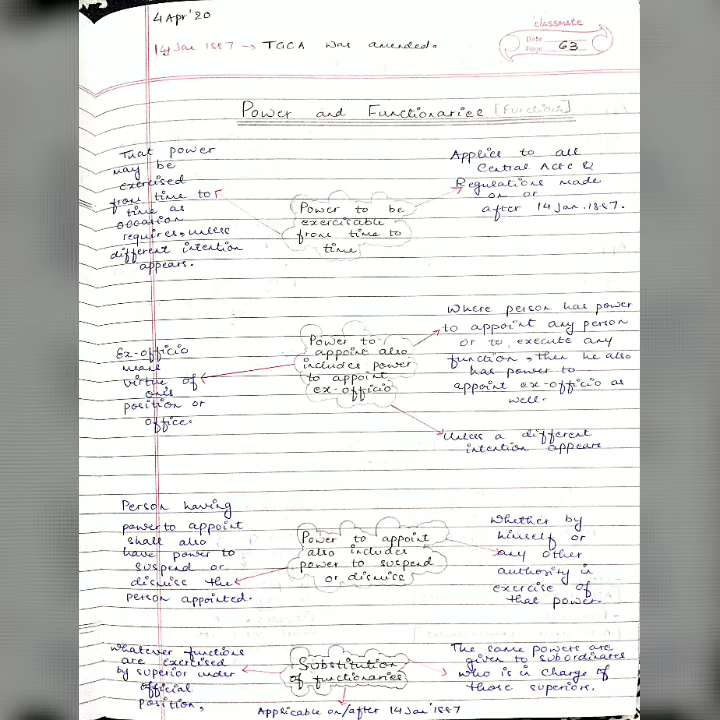 4 Apr'20
classmate
Date
Page 63
14 Jan 1887 → TGCA was amended.
Power and Functionaries [Functions]
That power
may be
exercised
from time to
time as
occasion
requires, unless
different intention
appears.
Power to be
exercisable
from time to
time
Applies to all
Central Acts &
Regulations made
on or
after 14 Jan. 1887.
Ex-officio
means
virtue of
one's
position or
office.
Power to
appoint also
includes power
to appoint
ex-officio
Where person has power
to appoint any person
or to execute any
function, then he also
has power to
appoint ex-officio as
well.
Unless a different
intention appears
Person having
power to appoint
shall also
have power to
suspend or
dismiss the
person appointed.
Power to appoint
also includes
power to suspend
or dismiss
Whether by
himself or
any other
authority in
exercise of
that power.
Whatever functions
are exercised
by superior under
official
position,
Substitution
of functionaries
The same powers are
given to subordinates
who is in charge of
those superiors.
Applicable on/after 14 Jan'1887